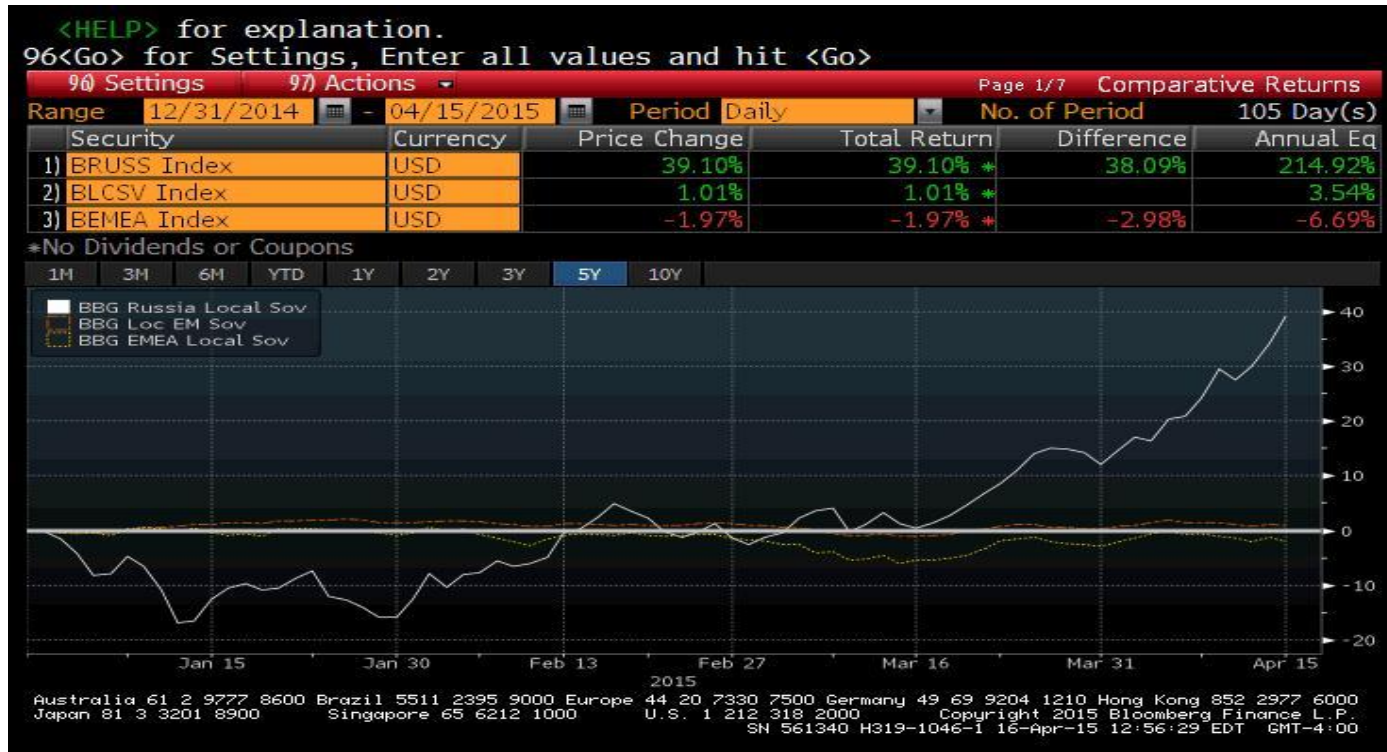 <HELP> for explanation.
96<Go> for Settings, Enter all values and hit <Go>
96) Settings 97) Actions Page 1/7 Comparative Returns
Range 12/31/2014 - 04/15/2015 Period Daily No. of Period 105 Day(s)
Security Currency Price Change Total Return Difference Annual Eq
1) BRUSS Index USD 39.10% 39.10% * 38.09% 214.92%
2) BLCSV Index USD 1.01% 1.01% * 3.54%
3) BEMEA Index USD -1.97% -1.97% * -2.98% -6.69%
*No Dividends or Coupons
1M 3M 6M YTD 1Y 2Y 3Y 5Y 10Y
BBG Russia Local Sov
BBG Loc EM Sov
BBG EMEA Local Sov
40
30
20
10
0
-10
-20
Jan 15 Jan 30 Feb 13 Feb 27 Mar 16 Mar 31 Apr 15
2015
Australia 61 2 9777 8600 Brazil 5511 2395 9000 Europe 44 20 7330 7500 Germany 49 69 9204 1210 Hong Kong 852 2977 6000
Japan 81 3 3201 8900 Singapore 65 6212 1000 U.S. 1 212 318 2000 Copyright 2015 Bloomberg Finance L.P.
SN 561340 H319-1046-1 16-Apr-15 12:56:29 EDT GMT-4:00